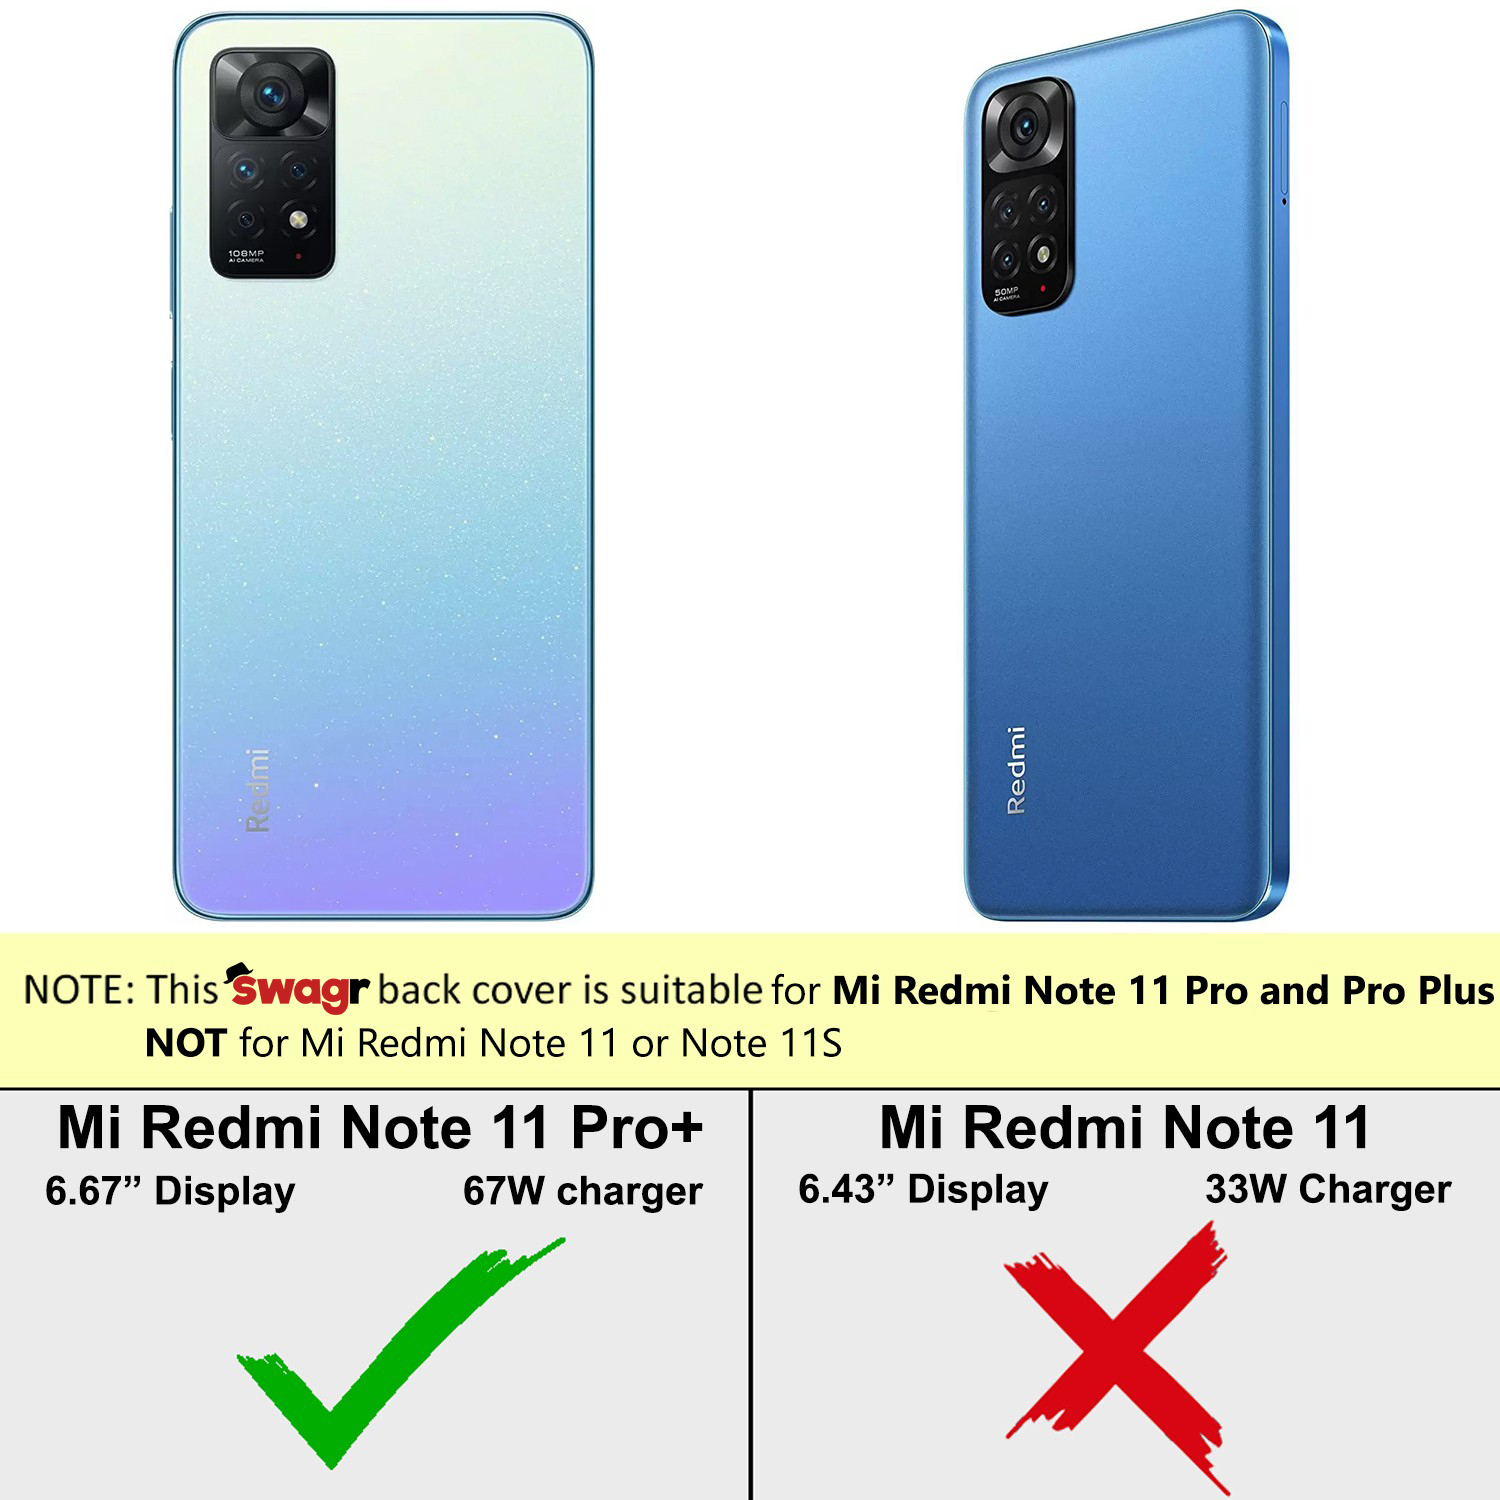 108MP
AI CAMERA
Redmi
50MP
AI CAMERA
Redmi
NOTE: This Swagr back cover is suitable for Mi Redmi Note 11 Pro and Pro Plus
NOT for Mi Redmi Note 11 or Note 11S
Mi Redmi Note 11 Pro+
6.67” Display 67W charger
Mi Redmi Note 11
6.43” Display 33W Charger